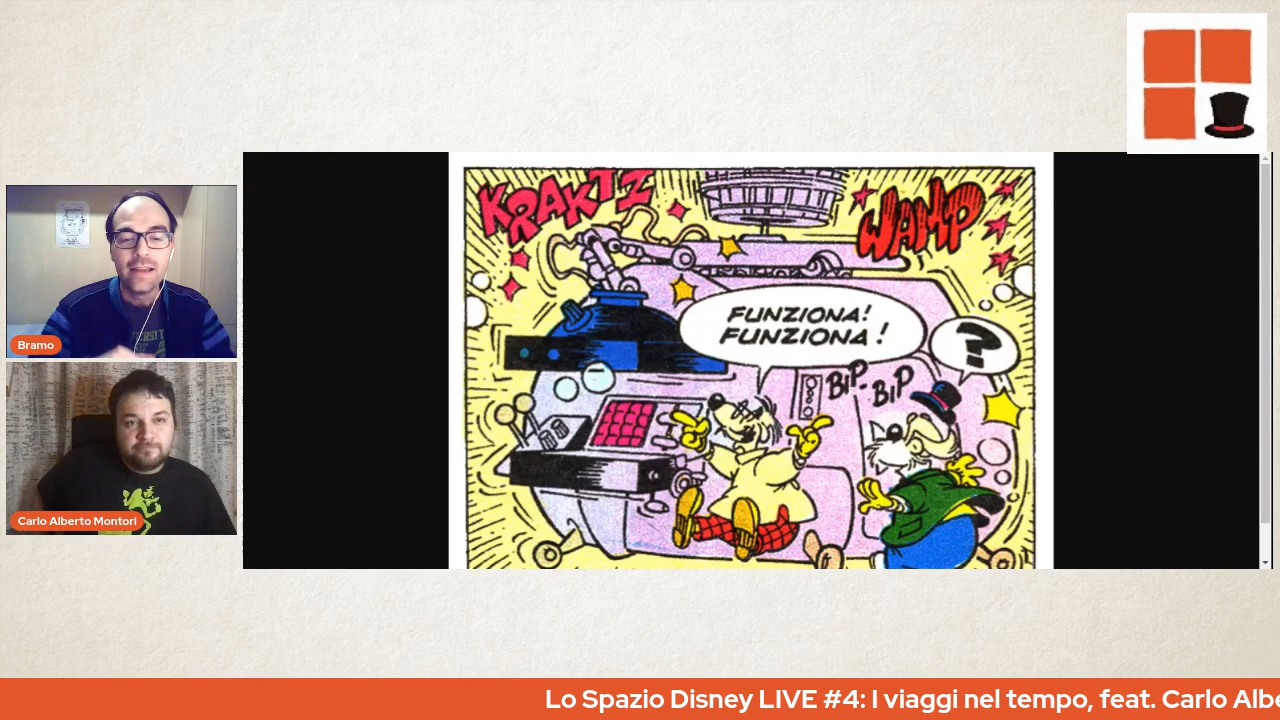 KRAKTZ
WAMP
FUNZIONA!
FUNZIONA!
?
BIP-
BIP
Bramo
Carlo Alberto Montori
Lo Spazio Disney LIVE #4: I viaggi nel tempo, feat. Carlo Albe